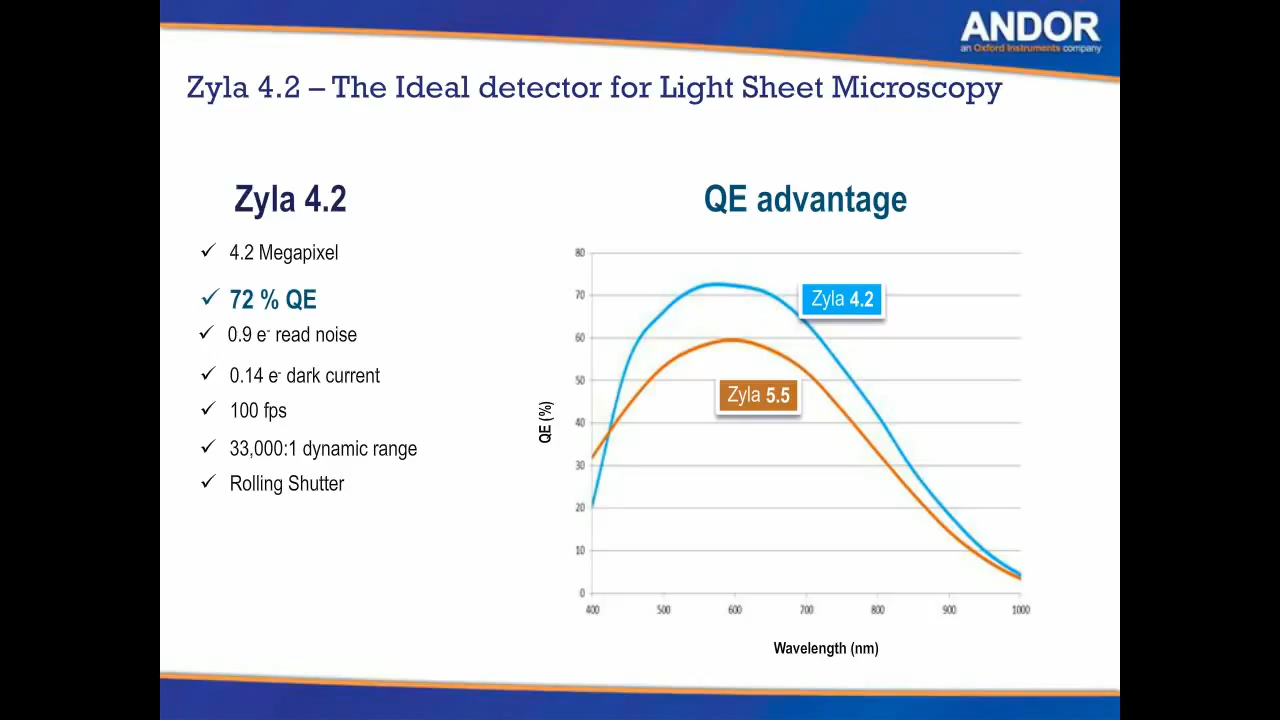 ANDOR
an Oxford Instruments company
Zyla 4.2 – The Ideal detector for Light Sheet Microscopy
Zyla 4.2
✓ 4.2 Megapixel
✓ 72 % QE
✓ 0.9 e- read noise
✓ 0.14 e- dark current
✓ 100 fps
✓ 33,000:1 dynamic range
✓ Rolling Shutter
QE advantage
80
70
60
50
40
30
20
10
0
QE (%)
Zyla 4.2
Zyla 5.5
400 500 600 700 800 900 1000
Wavelength (nm)